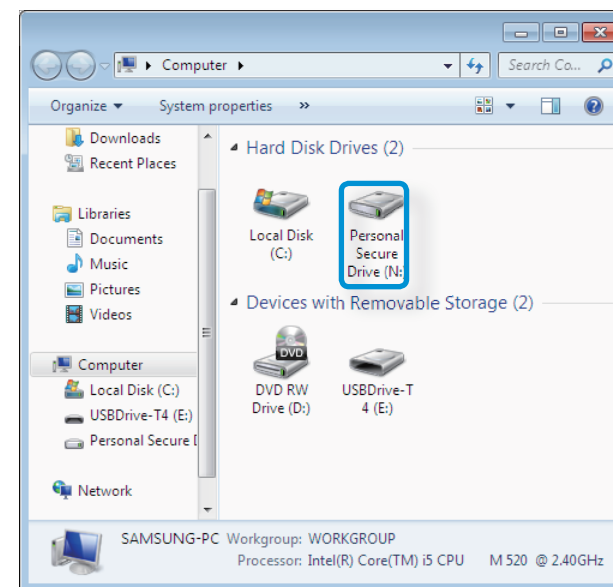 Computer
Search Co...
Organize
System properties
»
Downloads
Recent Places
Libraries
Documents
Music
Pictures
Videos
Computer
Local Disk (C:)
USBDrive-T4 (E:)
Personal Secure D
Network
Hard Disk Drives (2)
Local Disk
(C:)
Personal
Secure
Drive (N:
Devices with Removable Storage (2)
DVD
DVD RW
Drive (D:)
USBDrive-T
4 (E:)
SAMSUNG-PC Workgroup: WORKGROUP
Processor: Intel(R) Core(TM) i5 CPU M 520 @ 2.40GHz